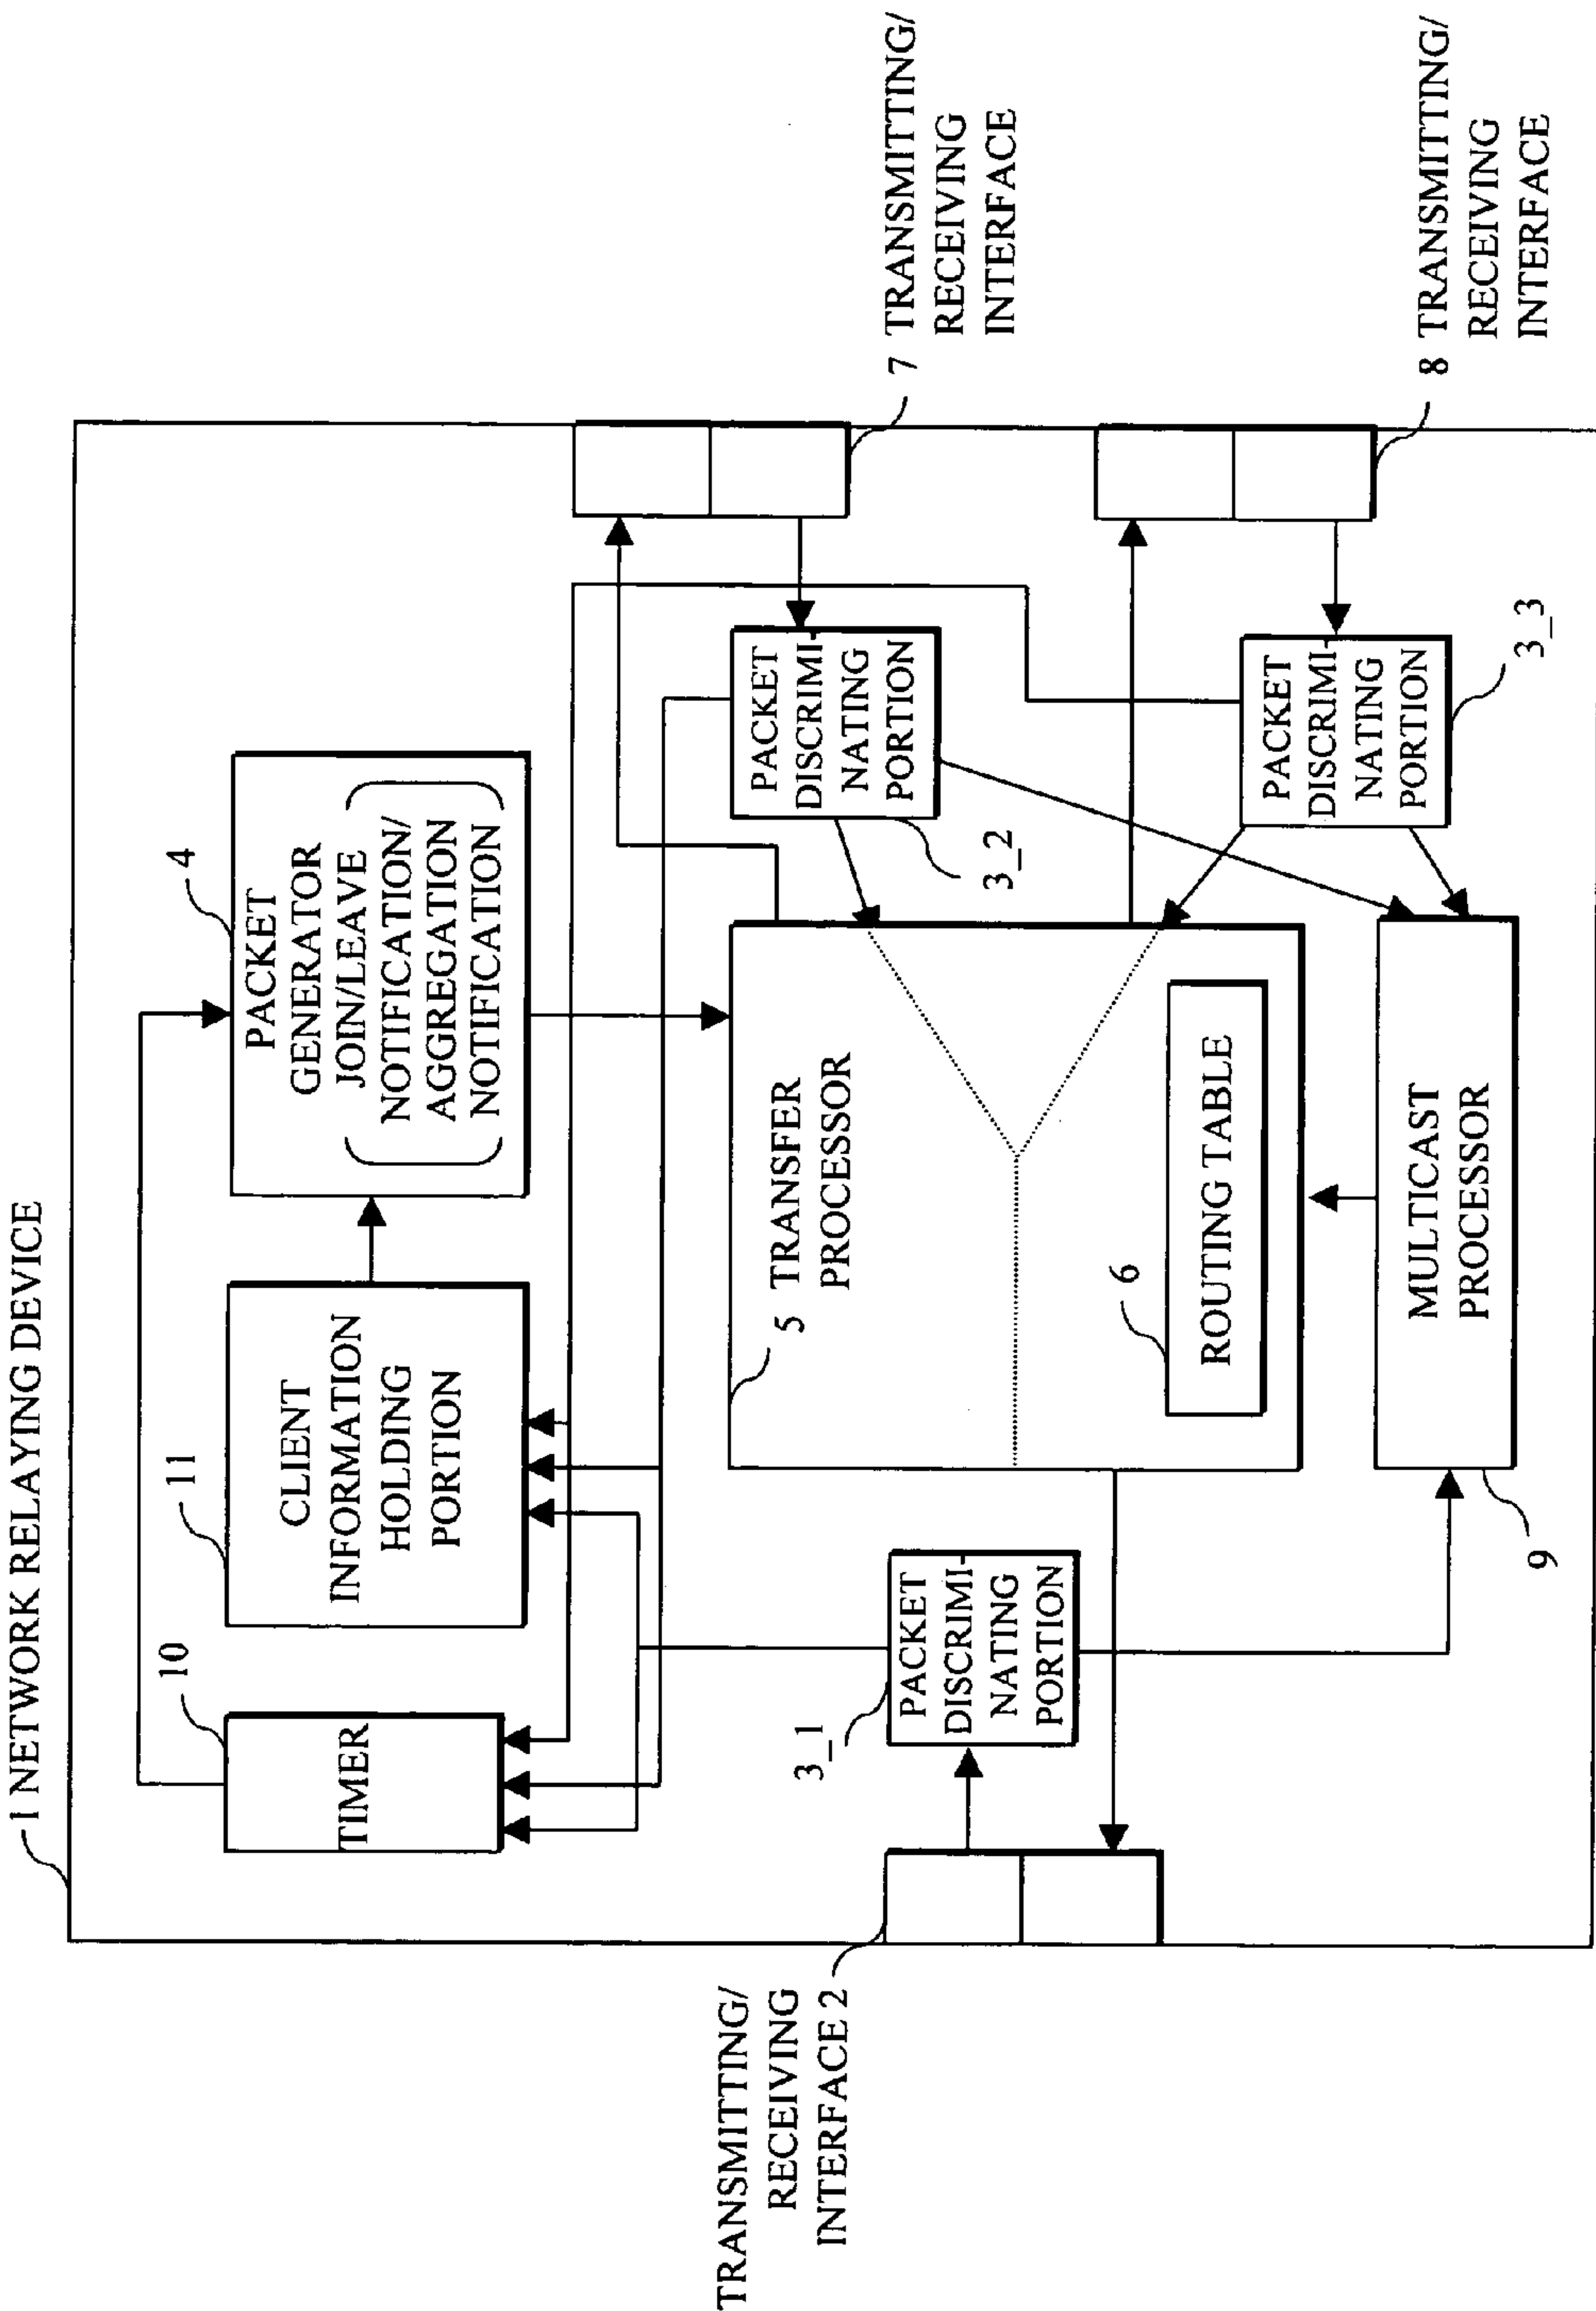 1 NETWORK RELAYING DEVICE
10
TIMER
11
CLIENT
INFORMATION
HOLDING
PORTION
4
PACKET
GENERATOR
JOIN/LEAVE
NOTIFICATION/
AGGREGATION
NOTIFICATION
TRANSMITTING/
RECEIVING
INTERFACE 2
3_1
PACKET
DISCRIMI-
NATING
PORTION
5 TRANSFER
PROCESSOR
6
ROUTING TABLE
3_2
PACKET
DISCRIMI-
NATING
PORTION
7 TRANSMITTING/
RECEIVING
INTERFACE
PACKET
DISCRIMI-
NATING
PORTION
3_3
8 TRANSMITTING/
RECEIVING
INTERFACE
9
MULTICAST
PROCESSOR